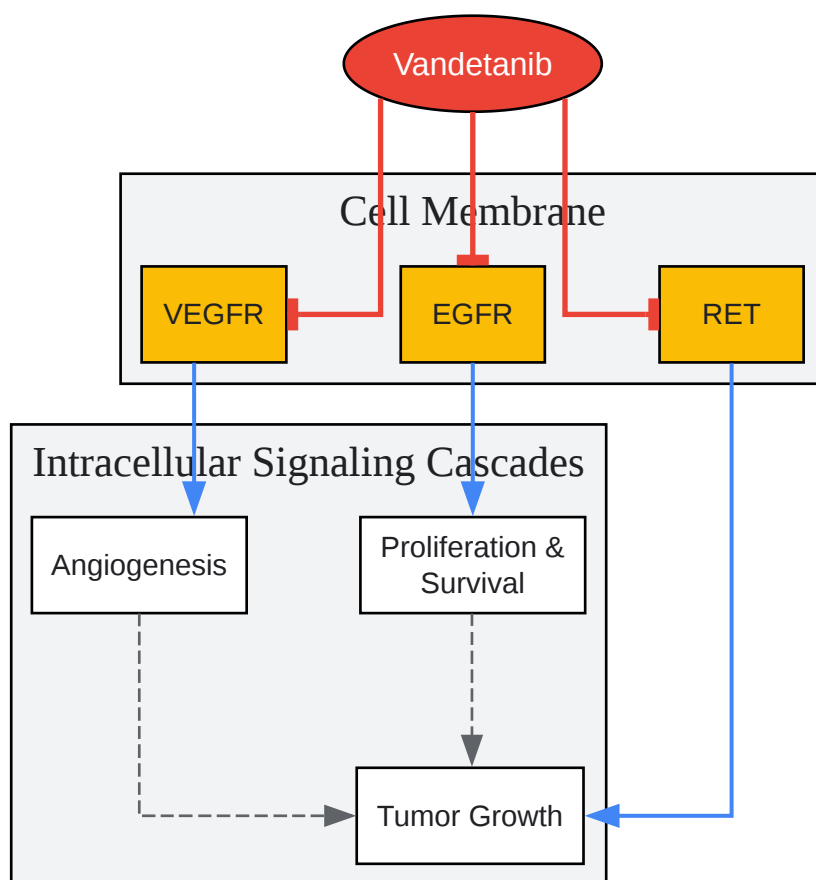 Vandetanib
Cell Membrane
VEGFR
EGFR
RET
Intracellular Signaling Cascades
Angiogenesis
Proliferation &
Survival
Tumor Growth